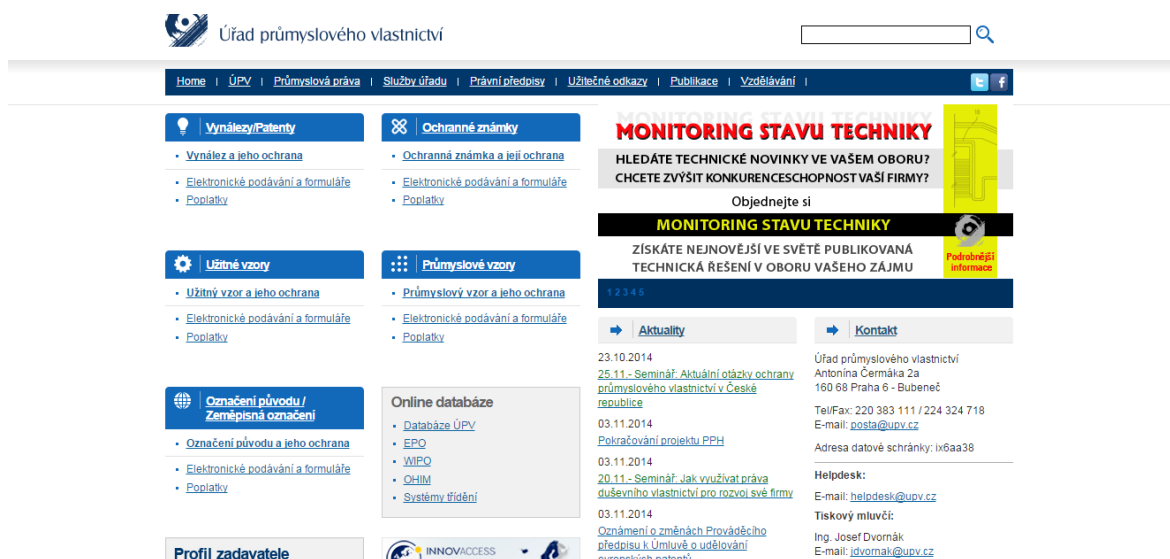 Úřad průmyslového vlastnictví
Home | ÚPV | Průmyslová práva | Služby úřadu | Právní předpisy | Užitečné odkazy | Publikace | Vzdělávání |
Vynálezy/Patenty
Vynález a jeho ochrana
Elektronické podávání a formuláře
Poplatky
Ochranné známky
Ochranná známka a její ochrana
Elektronické podávání a formuláře
Poplatky
Užitné vzory
Užitný vzor a jeho ochrana
Elektronické podávání a formuláře
Poplatky
Průmyslové vzory
Průmyslový vzor a jeho ochrana
Elektronické podávání a formuláře
Poplatky
Označení původu /
Zeměpisná označení
Označení původu a jeho ochrana
Elektronické podávání a formuláře
Poplatky
Online databáze
Databáze ÚPV
EPO
WIPO
OHIM
Systémy třídění
Profil zadavatele
INNOVACCESS
MONITORING STAVU TECHNIKY
HLEDÁTE TECHNICKÉ NOVINKY VE VAŠEM OBORU?
CHCETE ZVÝŠIT KONKURENCESCHOPNOST VAŠÍ FIRMY?
Objednejte si
MONITORING STAVU TECHNIKY
ZÍSKÁTE NEJNOVĚJŠÍ VE SVĚTĚ PUBLIKOVANÁ
TECHNICKÁ ŘEŠENÍ V OBORU VAŠEHO ZÁJMU
Podrobnější
informace
1 2 3 4 5
Aktuality
23.10.2014
25.11.- Seminář: Aktuální otázky ochrany
průmyslového vlastnictví v České
republice
03.11.2014
Pokračování projektu PPH
03.11.2014
20.11.- Seminář: Jak využívat práva
duševního vlastnictví pro rozvoj své firmy
03.11.2014
Oznámení o změnách Prováděcího
předpisu k Úmluvě o udělování
evropských patentů
Kontakt
Úřad průmyslového vlastnictví
Antonína Čermáka 2a
160 68 Praha 6 - Bubeneč
Tel/Fax: 220 383 111 / 224 324 718
E-mail: posta@upv.cz
Adresa datové schránky: ix6aa38
Helpdesk:
E-mail: helpdesk@upv.cz
Tiskový mluvčí:
Ing. Josef Dvornák
E-mail: jdvornak@upv.cz